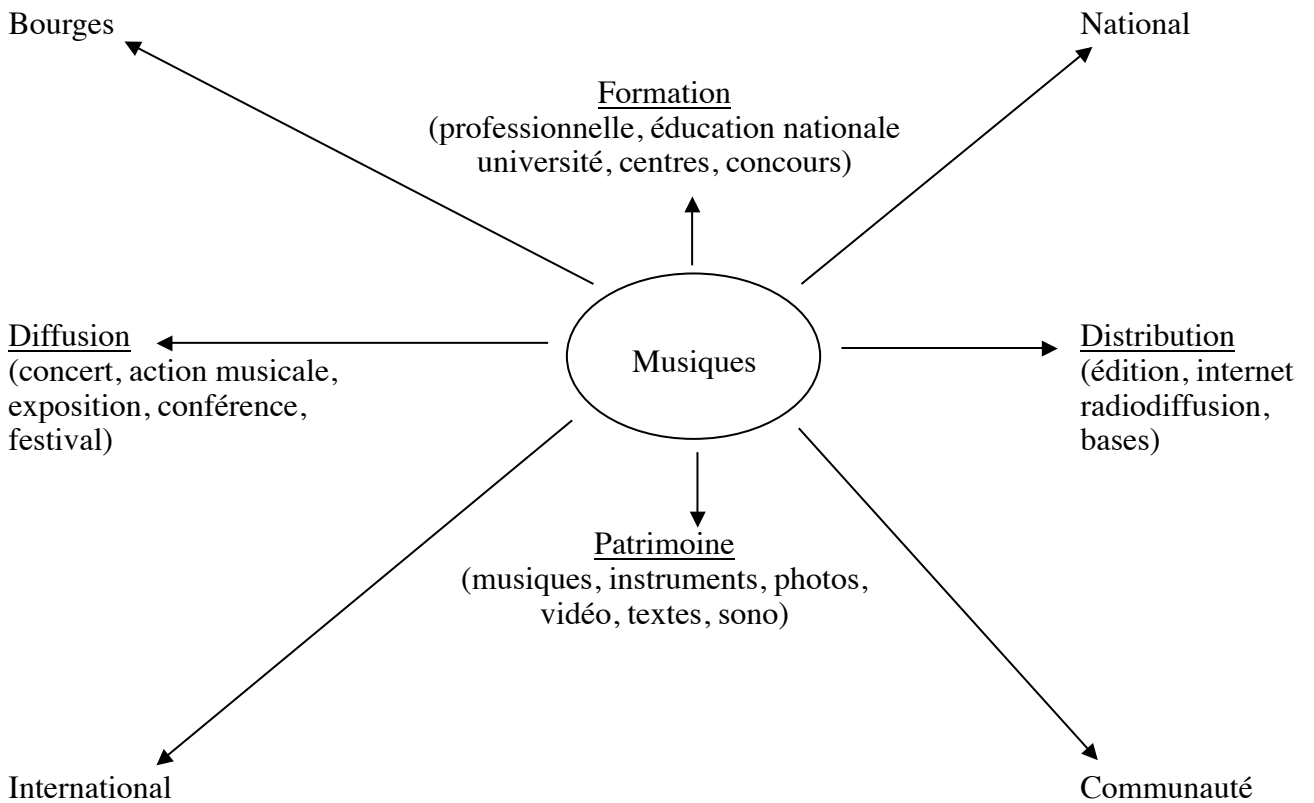 Bourges
National
Formation
(professionnelle, éducation nationale
université, centres, concours)
Diffusion
(concert, action musicale,
exposition, conférence,
festival)
Musiques
Distribution
(édition, internet
radiodiffusion,
bases)
Patrimoine
(musiques, instruments, photos,
vidéo, textes, sono)
International
Communauté